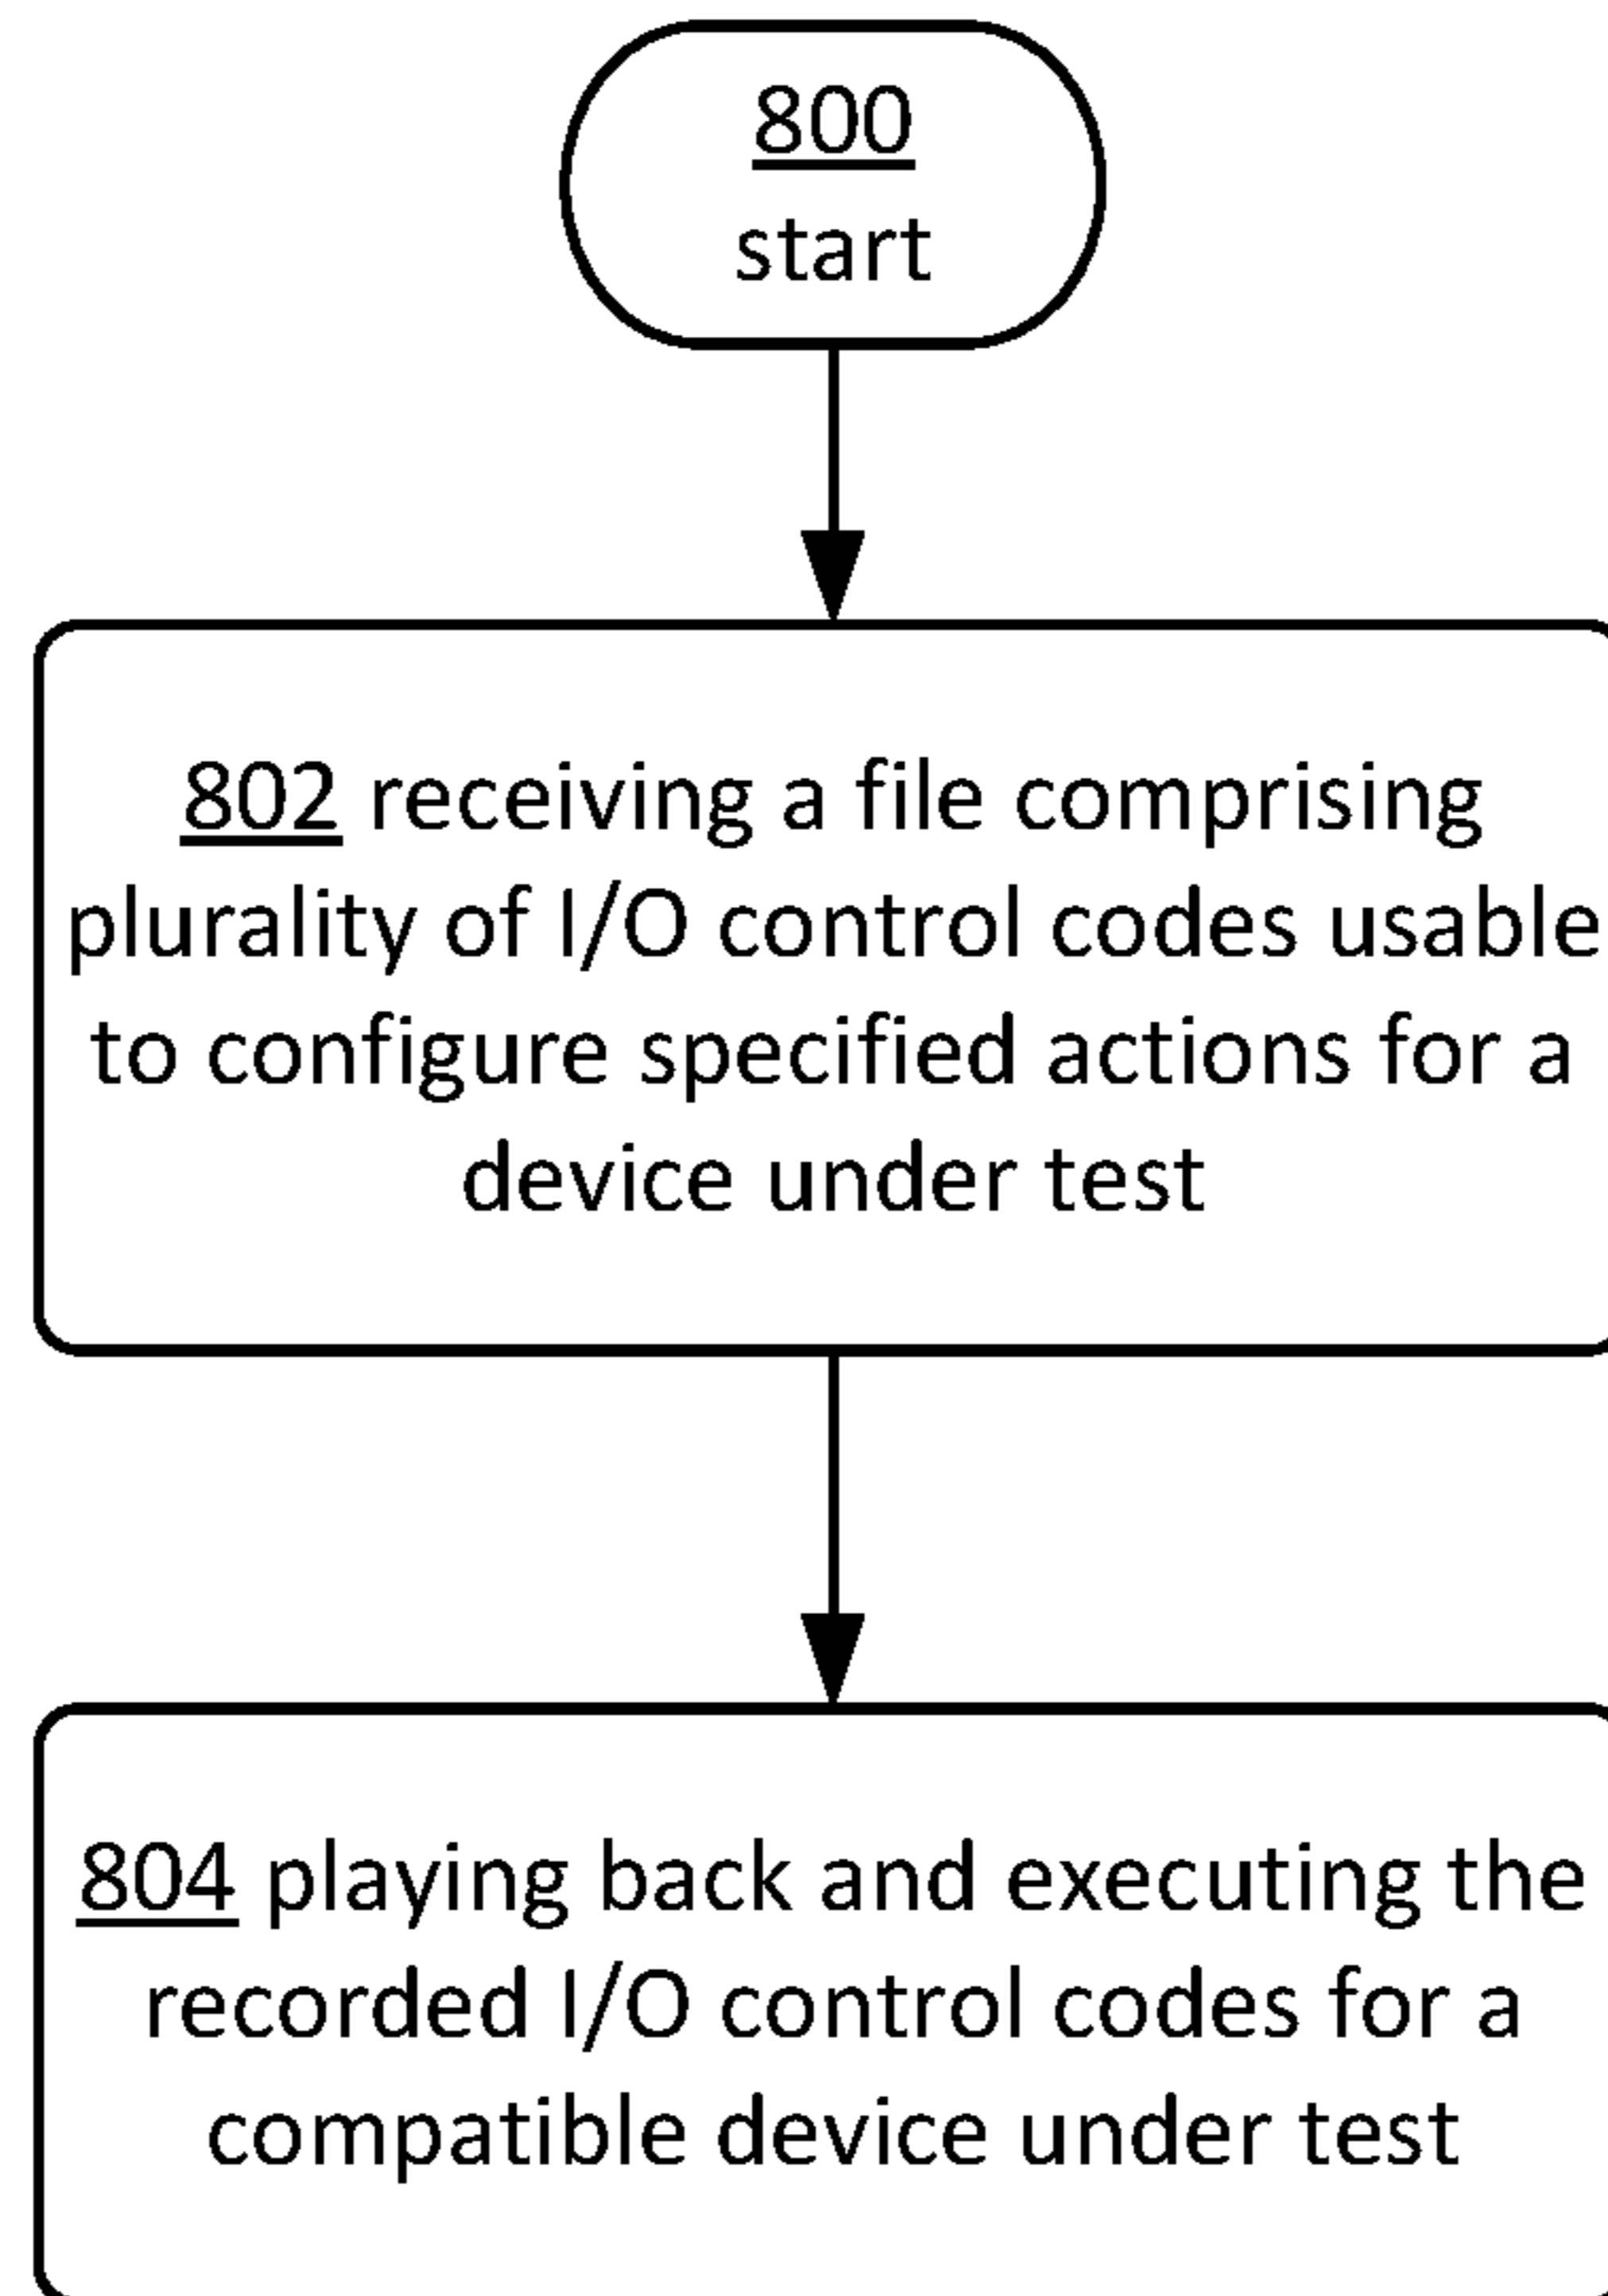 800
start
802 receiving a file comprising
plurality of I/O control codes usable
to configure specified actions for a
device under test
804 playing back and executing the
recorded I/O control codes for a
compatible device under test